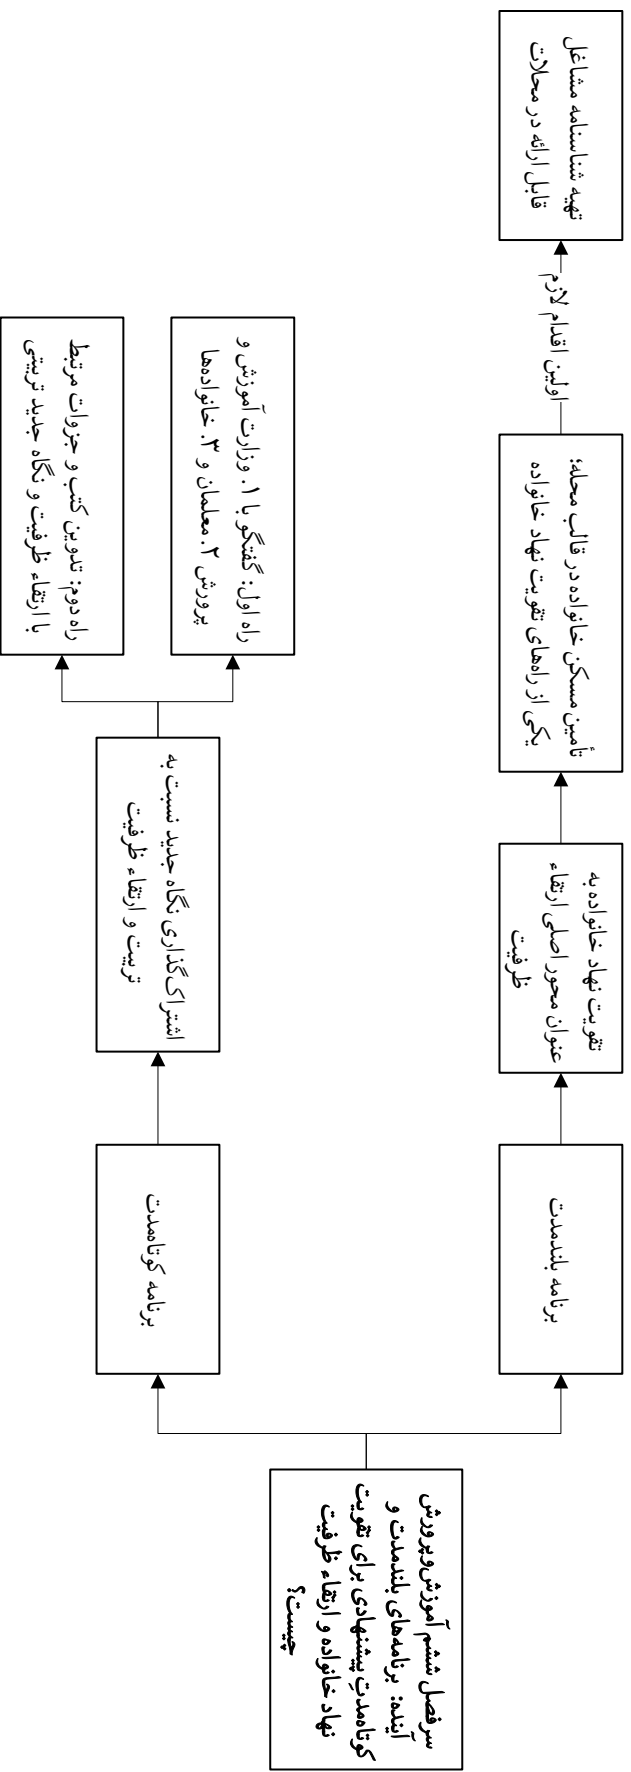 سرفصل ششم آموزش‌وپرورش
آینده: برنامه‌های بلندمدت و
کوتاه‌مدتِ پیشنهادی برای تقویت
نهاد خانواده و ارتقاء ظرفیت
چیست؟
برنامه بلندمدت
تقویت نهاد خانواده به
عنوان محور اصلی ارتقاء
ظرفیت
تأمین مسکن خانواده در قالب محله؛
یکی از راه‌های تقویت نهاد خانواده
اولین اقدام لازم
تهیه شناسنامه مشاغل
قابل ارائه در محلات
برنامه کوتاه‌مدت
اشتراک‌گذاری نگاه جدید نسبت به
تربیت و ارتقاء ظرفیت
راه اول: گفتگو با ۱. وزارت آموزش و
پرورش ۲. معلمان و ۳. خانواده‌ها
راه دوم: تدوین کتب و جزوات مرتبط
با ارتقاء ظرفیت و نگاه جدید تربیتی